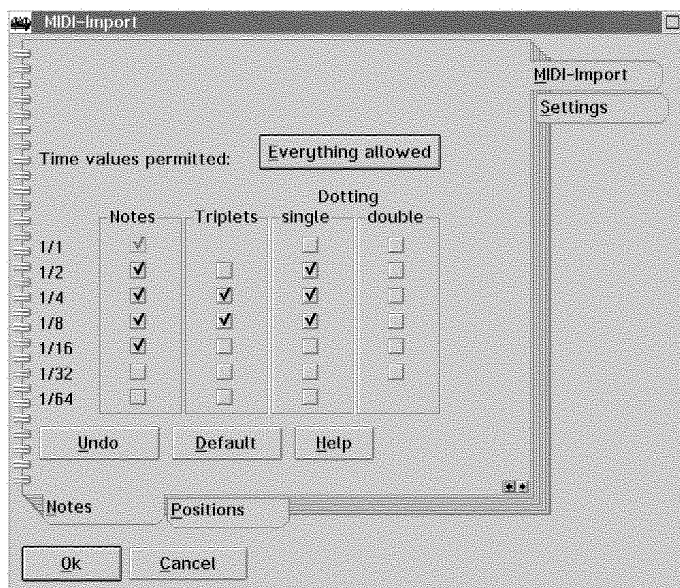 MIDI-Import
MIDI-Import
Settings
Time values permitted: Everything allowed
Dotting
Notes Triplets single double
1/1
1/2
1/4
1/8
1/16
1/32
1/64
Undo Default Help
Notes Positions
Ok Cancel